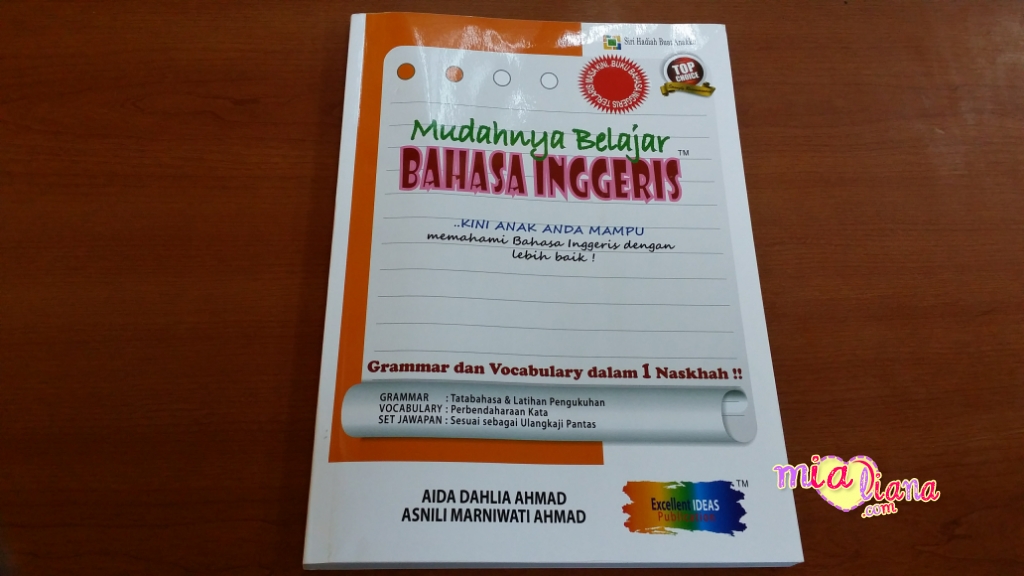 Siri Hadiah Buat Anakku
TOP
CHOICE
Mudahnya Belajar
BAHASA INGGERIS TM
..KINI ANAK ANDA MAMPU
memahami Bahasa Inggeris dengan
lebih baik !
Grammar dan Vocabulary dalam 1 Naskhah !!
GRAMMAR : Tatabahasa & Latihan Pengukuhan
VOCABULARY : Perbendaharaan Kata
SET JAWAPAN : Sesuai sebagai Ulangkaji Pantas
AIDA DAHLIA AHMAD
ASNILI MARNIWATI AHMAD
Excellent IDEAS TM
mialiana
.com